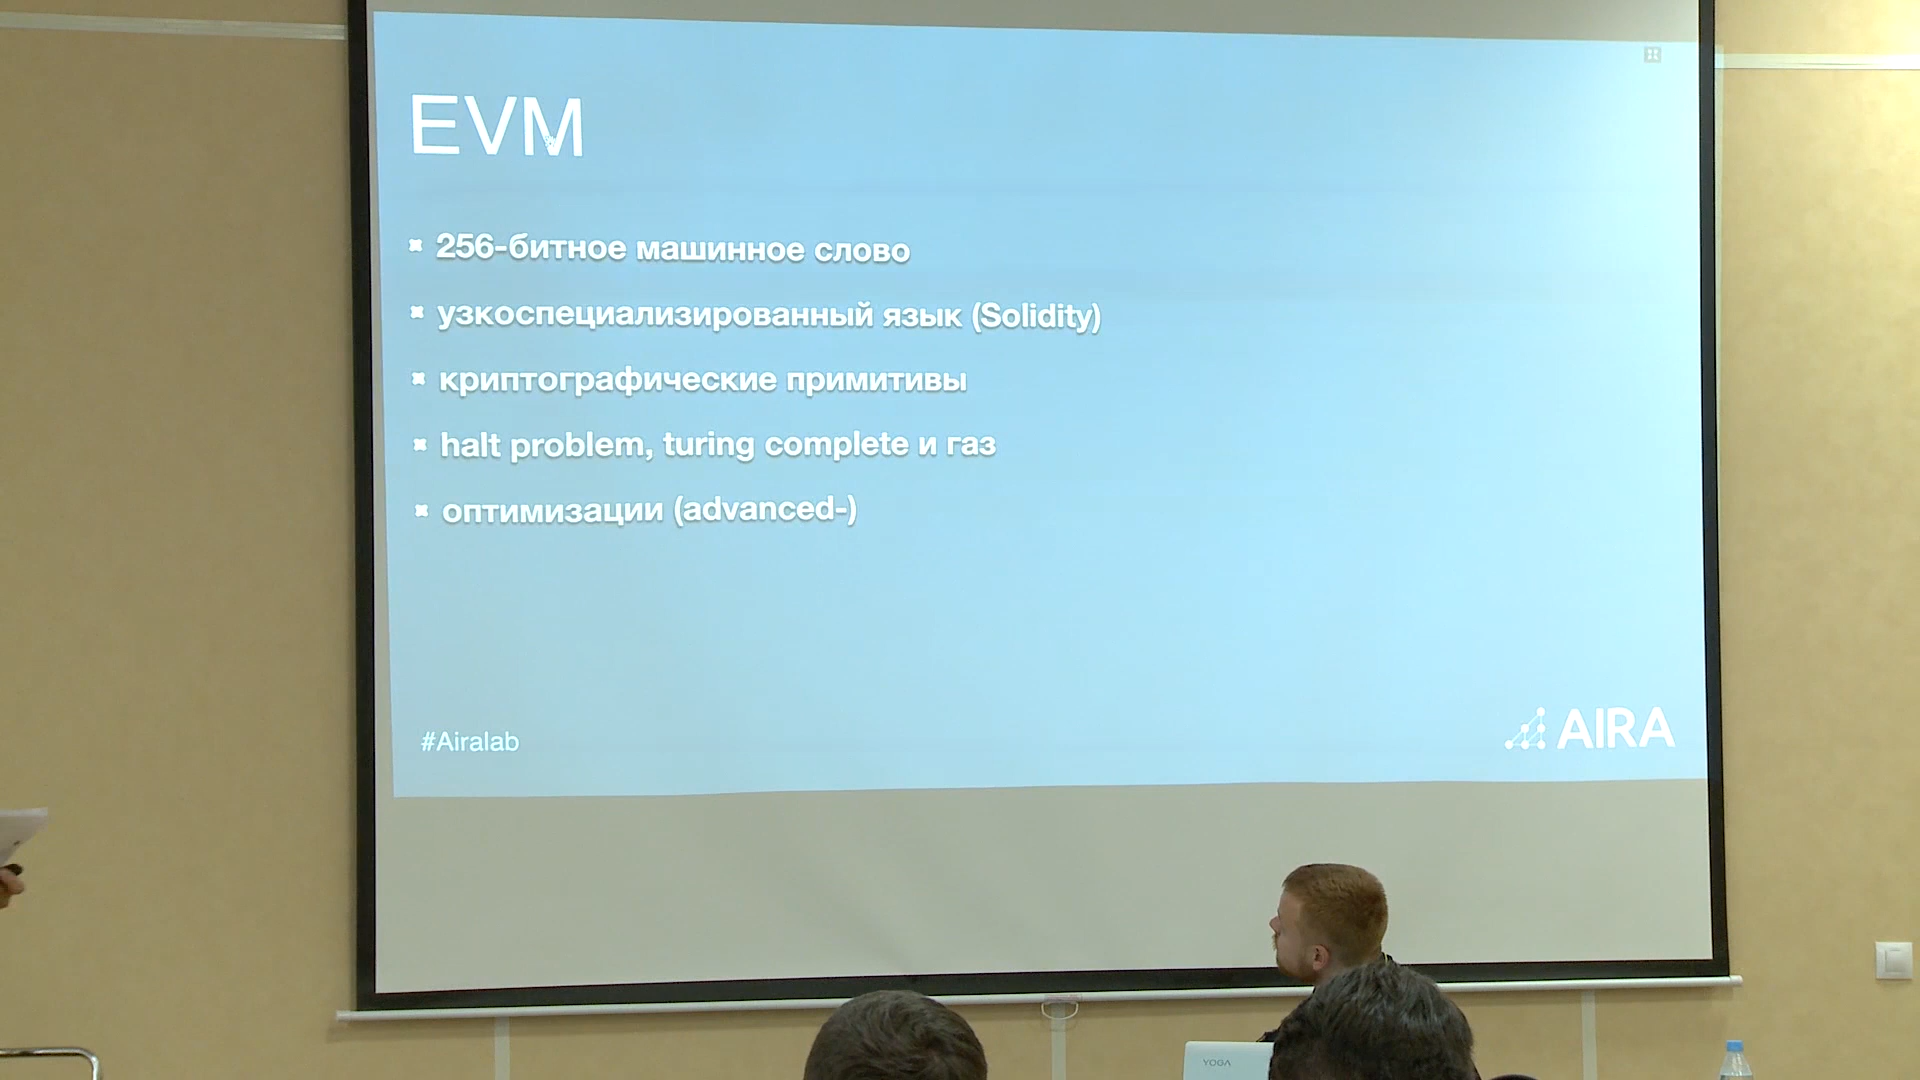 EVM
256-битное машинное слово
узкоспециализированный язык (Solidity)
криптографические примитивы
halt problem, turing complete и газ
оптимизации (advanced-)
#Airalab
AIRA
YOGA